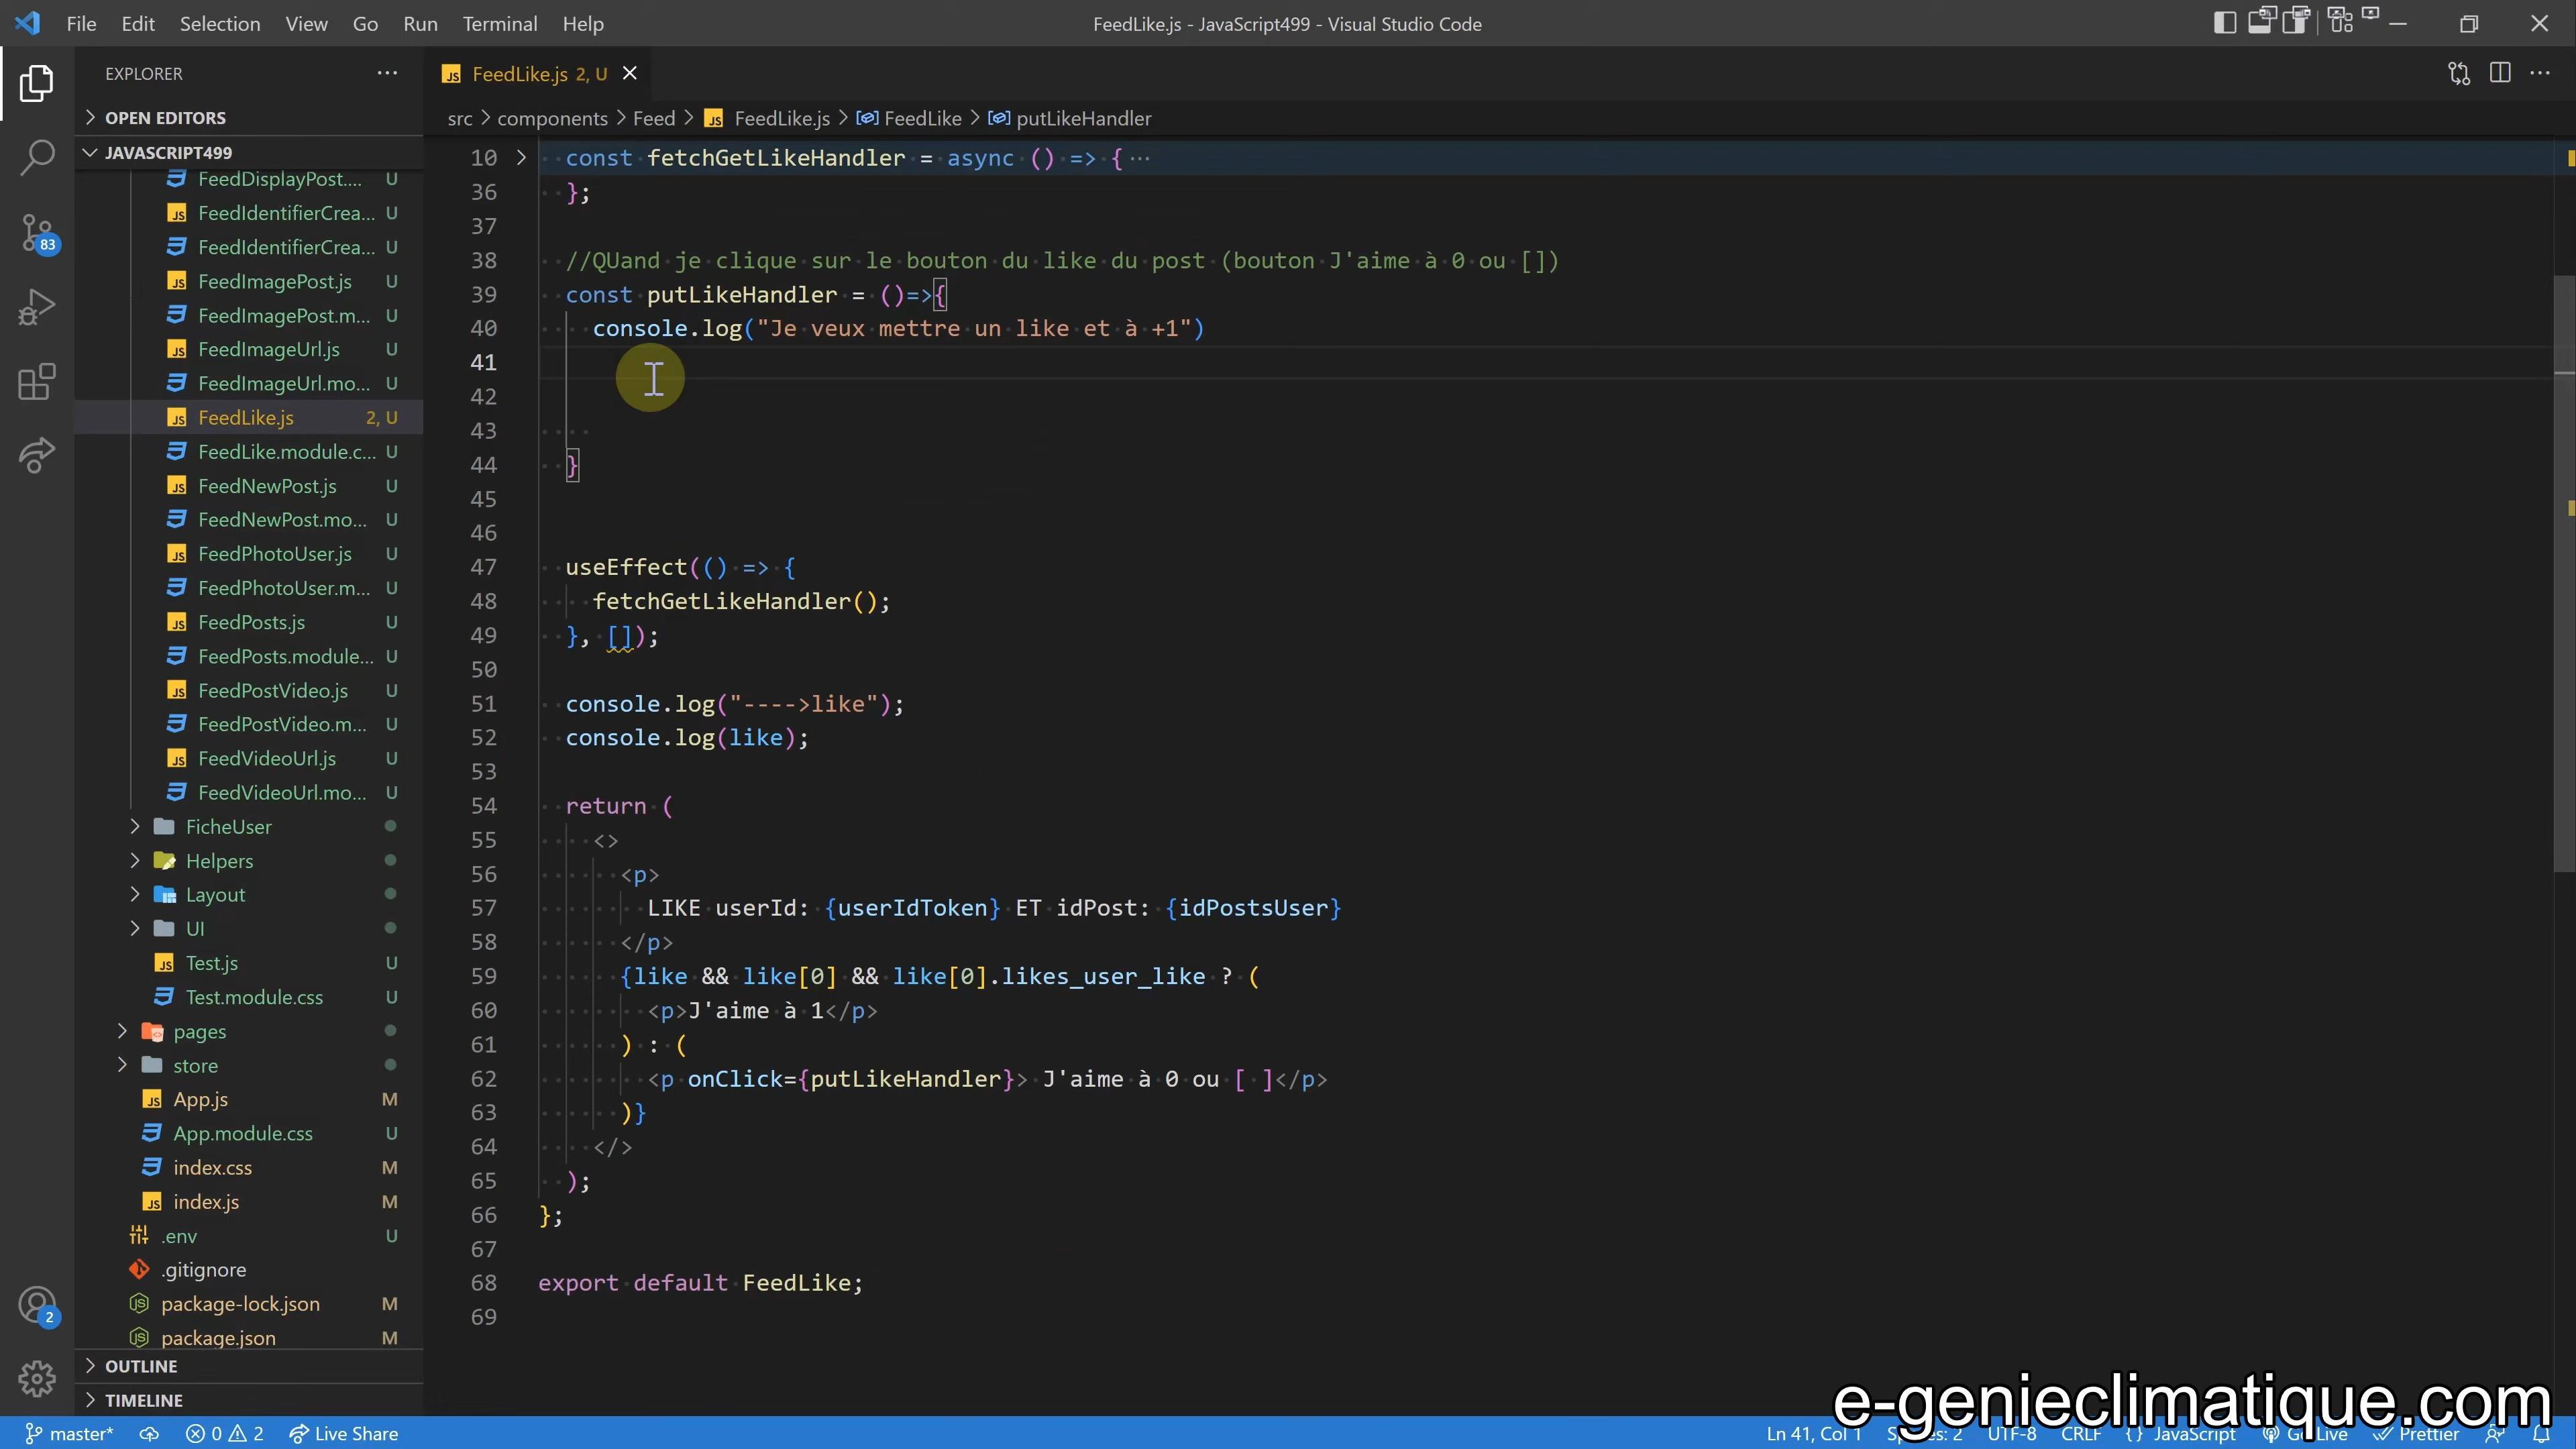 File Edit Selection View Go Run Terminal Help
FeedLike.js - JavaScript499 - Visual Studio Code
EXPLORER
OPEN EDITORS
JAVASCRIPT499
FeedDisplayPost.... U
FeedIdentifierCrea... U
FeedIdentifierCrea... U
FeedImagePost.js U
FeedImagePost.m... U
FeedImageUrl.js U
FeedImageUrl.mo... U
FeedLike.js 2, U
FeedLike.module.c... U
FeedNewPost.js U
FeedNewPost.mo... U
FeedPhotoUser.js U
FeedPhotoUser.m... U
FeedPosts.js U
FeedPosts.module... U
FeedPostVideo.js U
FeedPostVideo.m... U
FeedVideoUrl.js U
FeedVideoUrl.mo... U
FicheUser
Helpers
Layout
UI
Test.js U
Test.module.css U
pages
store
App.js M
App.module.css U
index.css M
index.js M
.env U
.gitignore
package-lock.json M
package.json M
OUTLINE
TIMELINE
83
2
FeedLike.js 2, U
src > components > Feed > FeedLike.js > FeedLike > putLikeHandler
10 const fetchGetLikeHandler = async () => { ...
36 };
37
38 //QUand je clique sur le bouton du like du post (bouton J'aime à 0 ou [])
39 const putLikeHandler = ()=>{
40 console.log("Je veux mettre un like et à +1")
41
42
43
44 }
45
46
47 useEffect(() => {
48 fetchGetLikeHandler();
49 }, []);
50
51 console.log("---->like");
52 console.log(like);
53
54 return (
55 <>
56 <p>
57 LIKE userId: {userIdToken} ET idPost: {idPostsUser}
58 </p>
59 {like && like[0] && like[0].likes_user_like ? (
60 <p>J'aime à 1</p>
61 ) : (
62 <p onClick={putLikeHandler}> J'aime à 0 ou [ ]</p>
63 )}
64 </>
65 );
66 };
67
68 export default FeedLike;
69
e-genieclimatique.com
master* 0 2 Live Share
Ln 41, Col 1 Spaces: 2 UTF-8 CRLF {} JavaScript Go Live Prettier